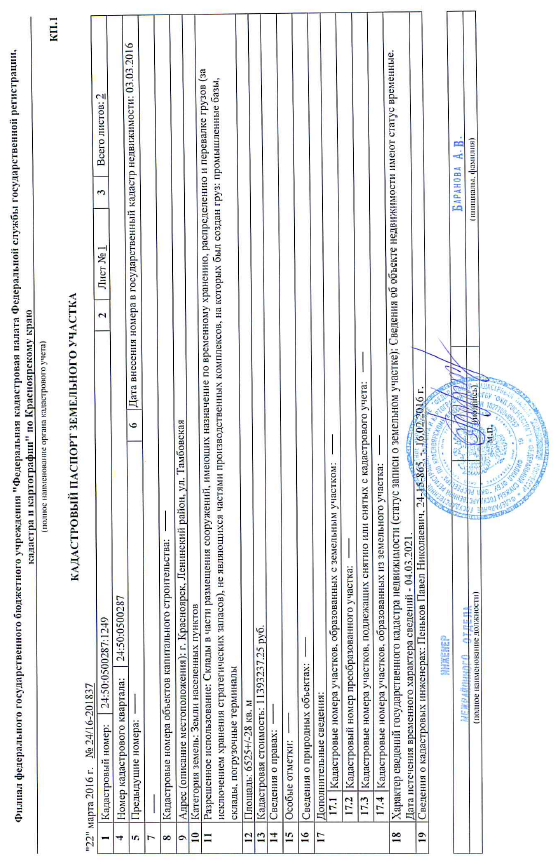 Филиал федерального государственного бюджетного учреждения "Федеральная кадастровая палата Федеральной службы государственной регистрации,
кадастра и картографии" по Красноярскому краю
(полное наименование органа кадастрового учета)
КП.1
КАДАСТРОВЫЙ ПАСПОРТ ЗЕМЕЛЬНОГО УЧАСТКА
"22" марта 2016 г. № 24/16-201837
1 Кадастровый номер: 24:50:0500287:1249 2 Лист № 1 3 Всего листов: 2
4 Номер кадастрового квартала: 24:50:0500287
5 Предыдущие номера: — 6 Дата внесения номера в государственный кадастр недвижимости: 03.03.2016
7 —
8 Кадастровые номера объектов капитального строительства: —
9 Адрес (описание местоположения): г. Красноярск, Ленинский район, ул. Тамбовская
10 Категория земель: Земли населенных пунктов
11 Разрешенное использование: Склады в части размещения сооружений, имеющих назначение по временному хранению, распределению и перевалке грузов (за
исключением хранения стратегических запасов), не являющихся частями производственных комплексов, на которых был создан груз: промышленные базы,
склады, погрузочные терминалы
12 Площадь: 6525+/-28 кв. м
13 Кадастровая стоимость: 11393237.25 руб.
14 Сведения о правах: —
15 Особые отметки: —
16 Сведения о природных объектах: —
17 Дополнительные сведения:
17.1 Кадастровые номера участков, образованных с земельным участком: —
17.2 Кадастровый номер преобразованного участка: —
17.3 Кадастровые номера участков, подлежащих снятию или снятых с кадастрового учета: —
17.4 Кадастровые номера участков, образованных из земельного участка: —
18 Характер сведений государственного кадастра недвижимости (статус записи о земельном участке): Сведения об объекте недвижимости имеют статус временные.
Дата истечения временного характера сведений - 04.03.2021.
19 Сведения о кадастровых инженерах: Пеньков Павел Николаевич, 24-15-865, -, 16.02.2016 г.
ИНЖЕНЕР
МЕЖРАЙОННОГО ОТДЕЛА
(полное наименование должности)
(подпись)
М.П.
БАРАНОВА А. В.
(инициалы, фамилия)